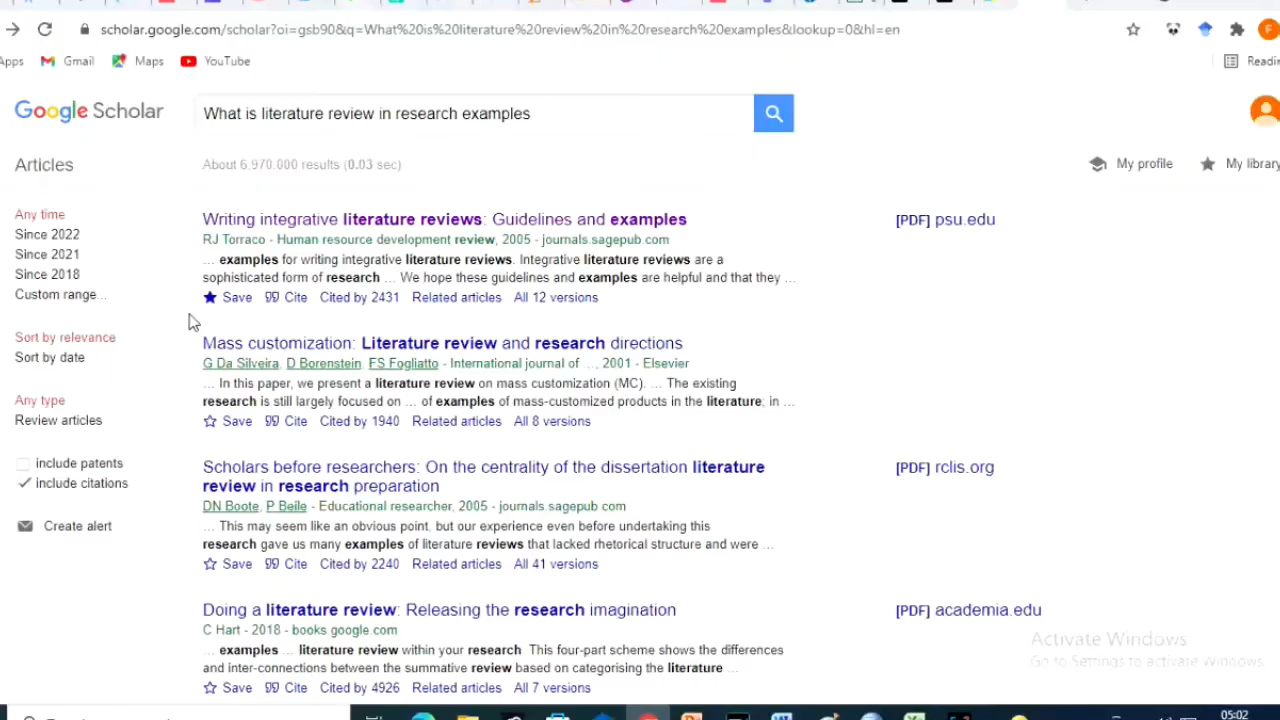 scholar.google.com/scholar?oi=gsb90&q=What%20is%20literature%20review%20in%20research%20examples&lookup=0&hl=en
Apps Gmail Maps YouTube
Google Scholar
What is literature review in research examples
Articles
About 6,970,000 results (0.03 sec)
My profile My library
Any time
Since 2022
Since 2021
Since 2018
Custom range...
Sort by relevance
Sort by date
Any type
Review articles
include patents
include citations
Create alert
Writing integrative literature reviews: Guidelines and examples
[PDF] psu.edu
RJ Torraco - Human resource development review, 2005 - journals.sagepub.com
... examples for writing integrative literature reviews. Integrative literature reviews are a
sophisticated form of research ... We hope these guidelines and examples are helpful and that they ...
Save Cite Cited by 2431 Related articles All 12 versions
Mass customization: Literature review and research directions
G Da Silveira, D Borenstein, FS Fogliatto - International journal of ..., 2001 - Elsevier
... In this paper, we present a literature review on mass customization (MC). ... The existing
research is still largely focused on ... of examples of mass-customized products in the literature; in ...
Save Cite Cited by 1940 Related articles All 8 versions
Scholars before researchers: On the centrality of the dissertation literature
review in research preparation
[PDF] rclis.org
DN Boote, P Beile - Educational researcher, 2005 - journals.sagepub.com
... This may seem like an obvious point, but our experience even before undertaking this
research gave us many examples of literature reviews that lacked rhetorical structure and were ...
Save Cite Cited by 2240 Related articles All 41 versions
Doing a literature review: Releasing the research imagination
[PDF] academia.edu
C Hart - 2018 - books.google.com
... examples ... literature review within your research This four-part scheme shows the differences
and inter-connections between the summative review based on categorising the literature ...
Save Cite Cited by 4926 Related articles All 7 versions
Activate Windows
Go to Settings to activate Windows.
05:02